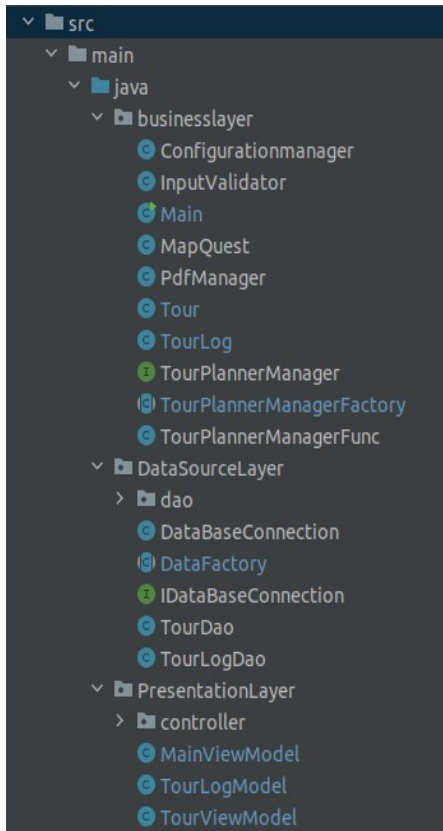 src
main
java
businesslayer
Configurationmanager
InputValidator
Main
MapQuest
PdfManager
Tour
TourLog
TourPlannerManager
TourPlannerManagerFactory
TourPlannerManagerFunc
DataSourceLayer
dao
DataBaseConnection
DataFactory
IDataBaseConnection
TourDao
TourLogDao
PresentationLayer
controller
MainViewModel
TourLogModel
TourViewModel